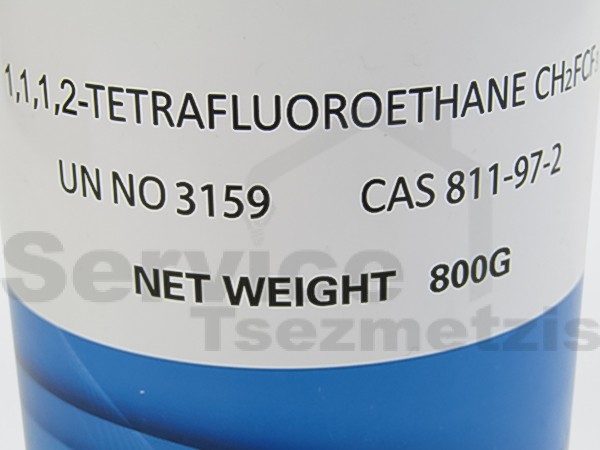 1,1,1,2-TETRAFLUOROETHANE CH₂FCF₃
UN NO 3159 CAS 811-97-2
NET WEIGHT 800G
Service
Tsezmetzis